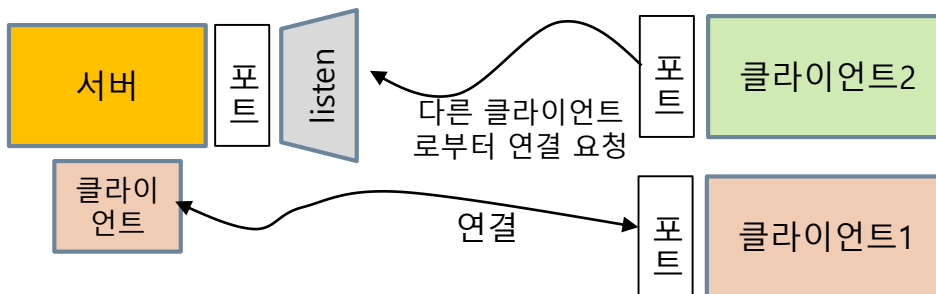 서버
포
트
listen
다른 클라이언트
로부터 연결 요청
포
트
클라이언트2
클라이
언트
연결
포
트
클라이언트1